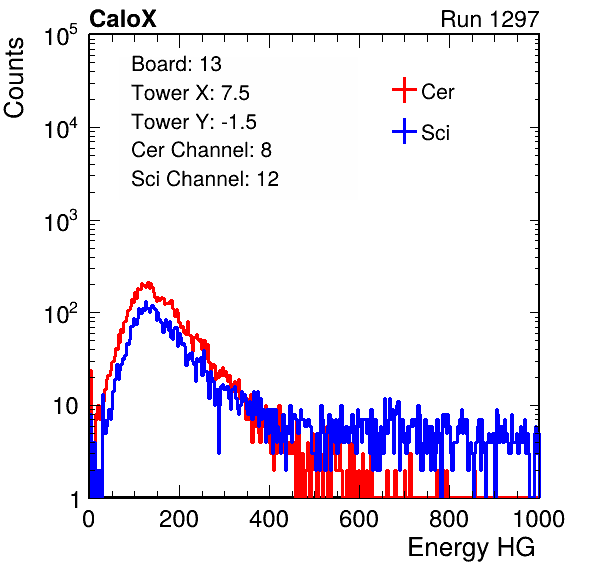 CaloX Run 1297
Counts
Board: 13
Tower X: 7.5
Tower Y: -1.5
Cer Channel: 8
Sci Channel: 12
Cer
Sci
10^5
10^4
10^3
10^2
10
1
0 200 400 600 800 1000
Energy HG